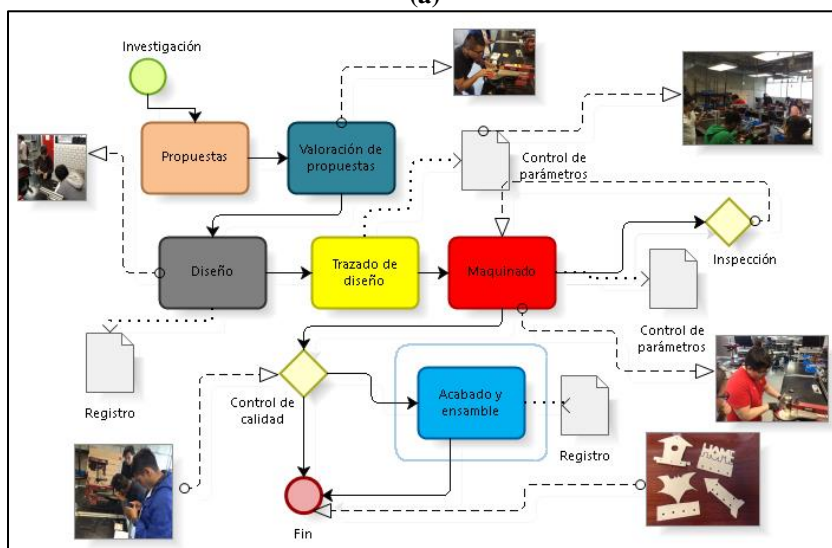 (a)
Investigación
Propuestas
Valoración de
propuestas
Control de
parámetros
Diseño
Trazado de
diseño
Maquinado
Inspección
Control de
parámetros
Registro
Control de
calidad
Acabado y
ensamble
Registro
Fin
HOME